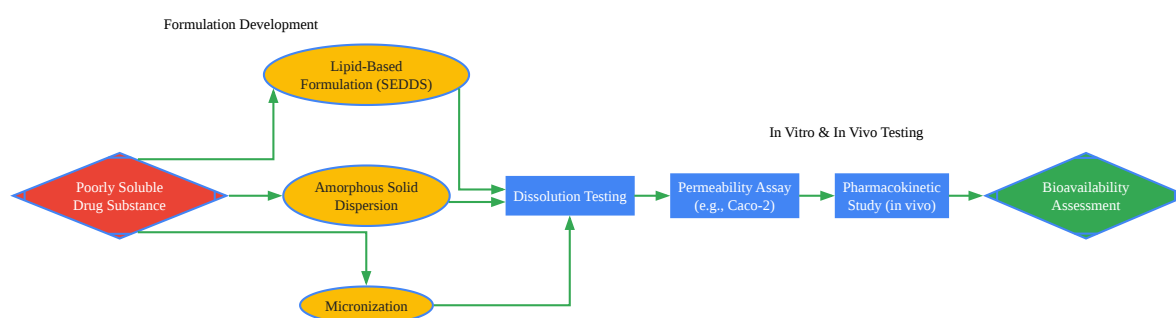 Formulation Development
Lipid-Based
Formulation (SEDDS)
In Vitro & In Vivo Testing
Poorly Soluble
Drug Substance
Amorphous Solid
Dispersion
Dissolution Testing
Permeability Assay
(e.g., Caco-2)
Pharmacokinetic
Study (in vivo)
Bioavailability
Assessment
Micronization